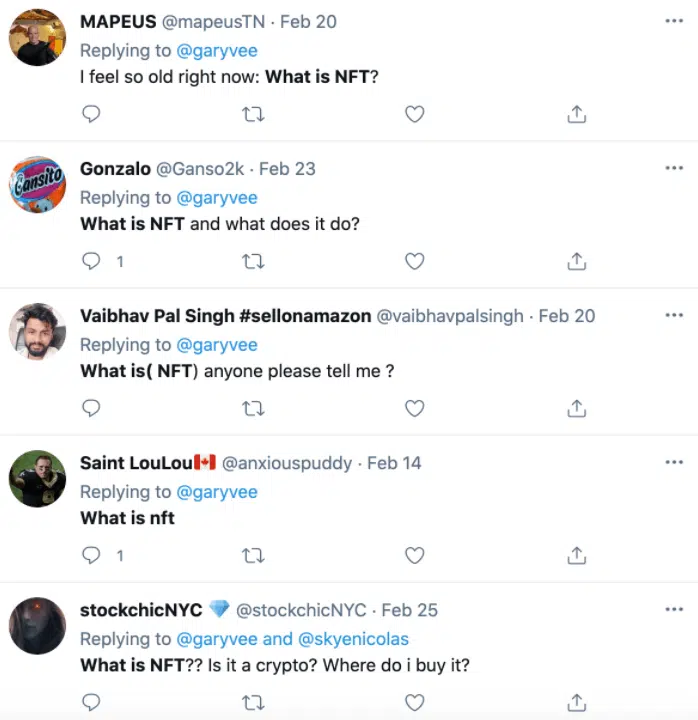 MAPEUS @mapeusTN · Feb 20
Replying to @garyvee
I feel so old right now: What is NFT?
Gonzalo @Ganso2k · Feb 23
Replying to @garyvee
What is NFT and what does it do?
1
Gansito
Vaibhav Pal Singh #sellonamazon @vaibhavpalsingh · Feb 20
Replying to @garyvee
What is( NFT) anyone please tell me ?
Saint LouLou🇨🇦 @anxiouspuddy · Feb 14
Replying to @garyvee
What is nft
1
stockchicNYC 💎 @stockchicNYC · Feb 25
Replying to @garyvee and @skyenicolas
What is NFT?? Is it a crypto? Where do i buy it?